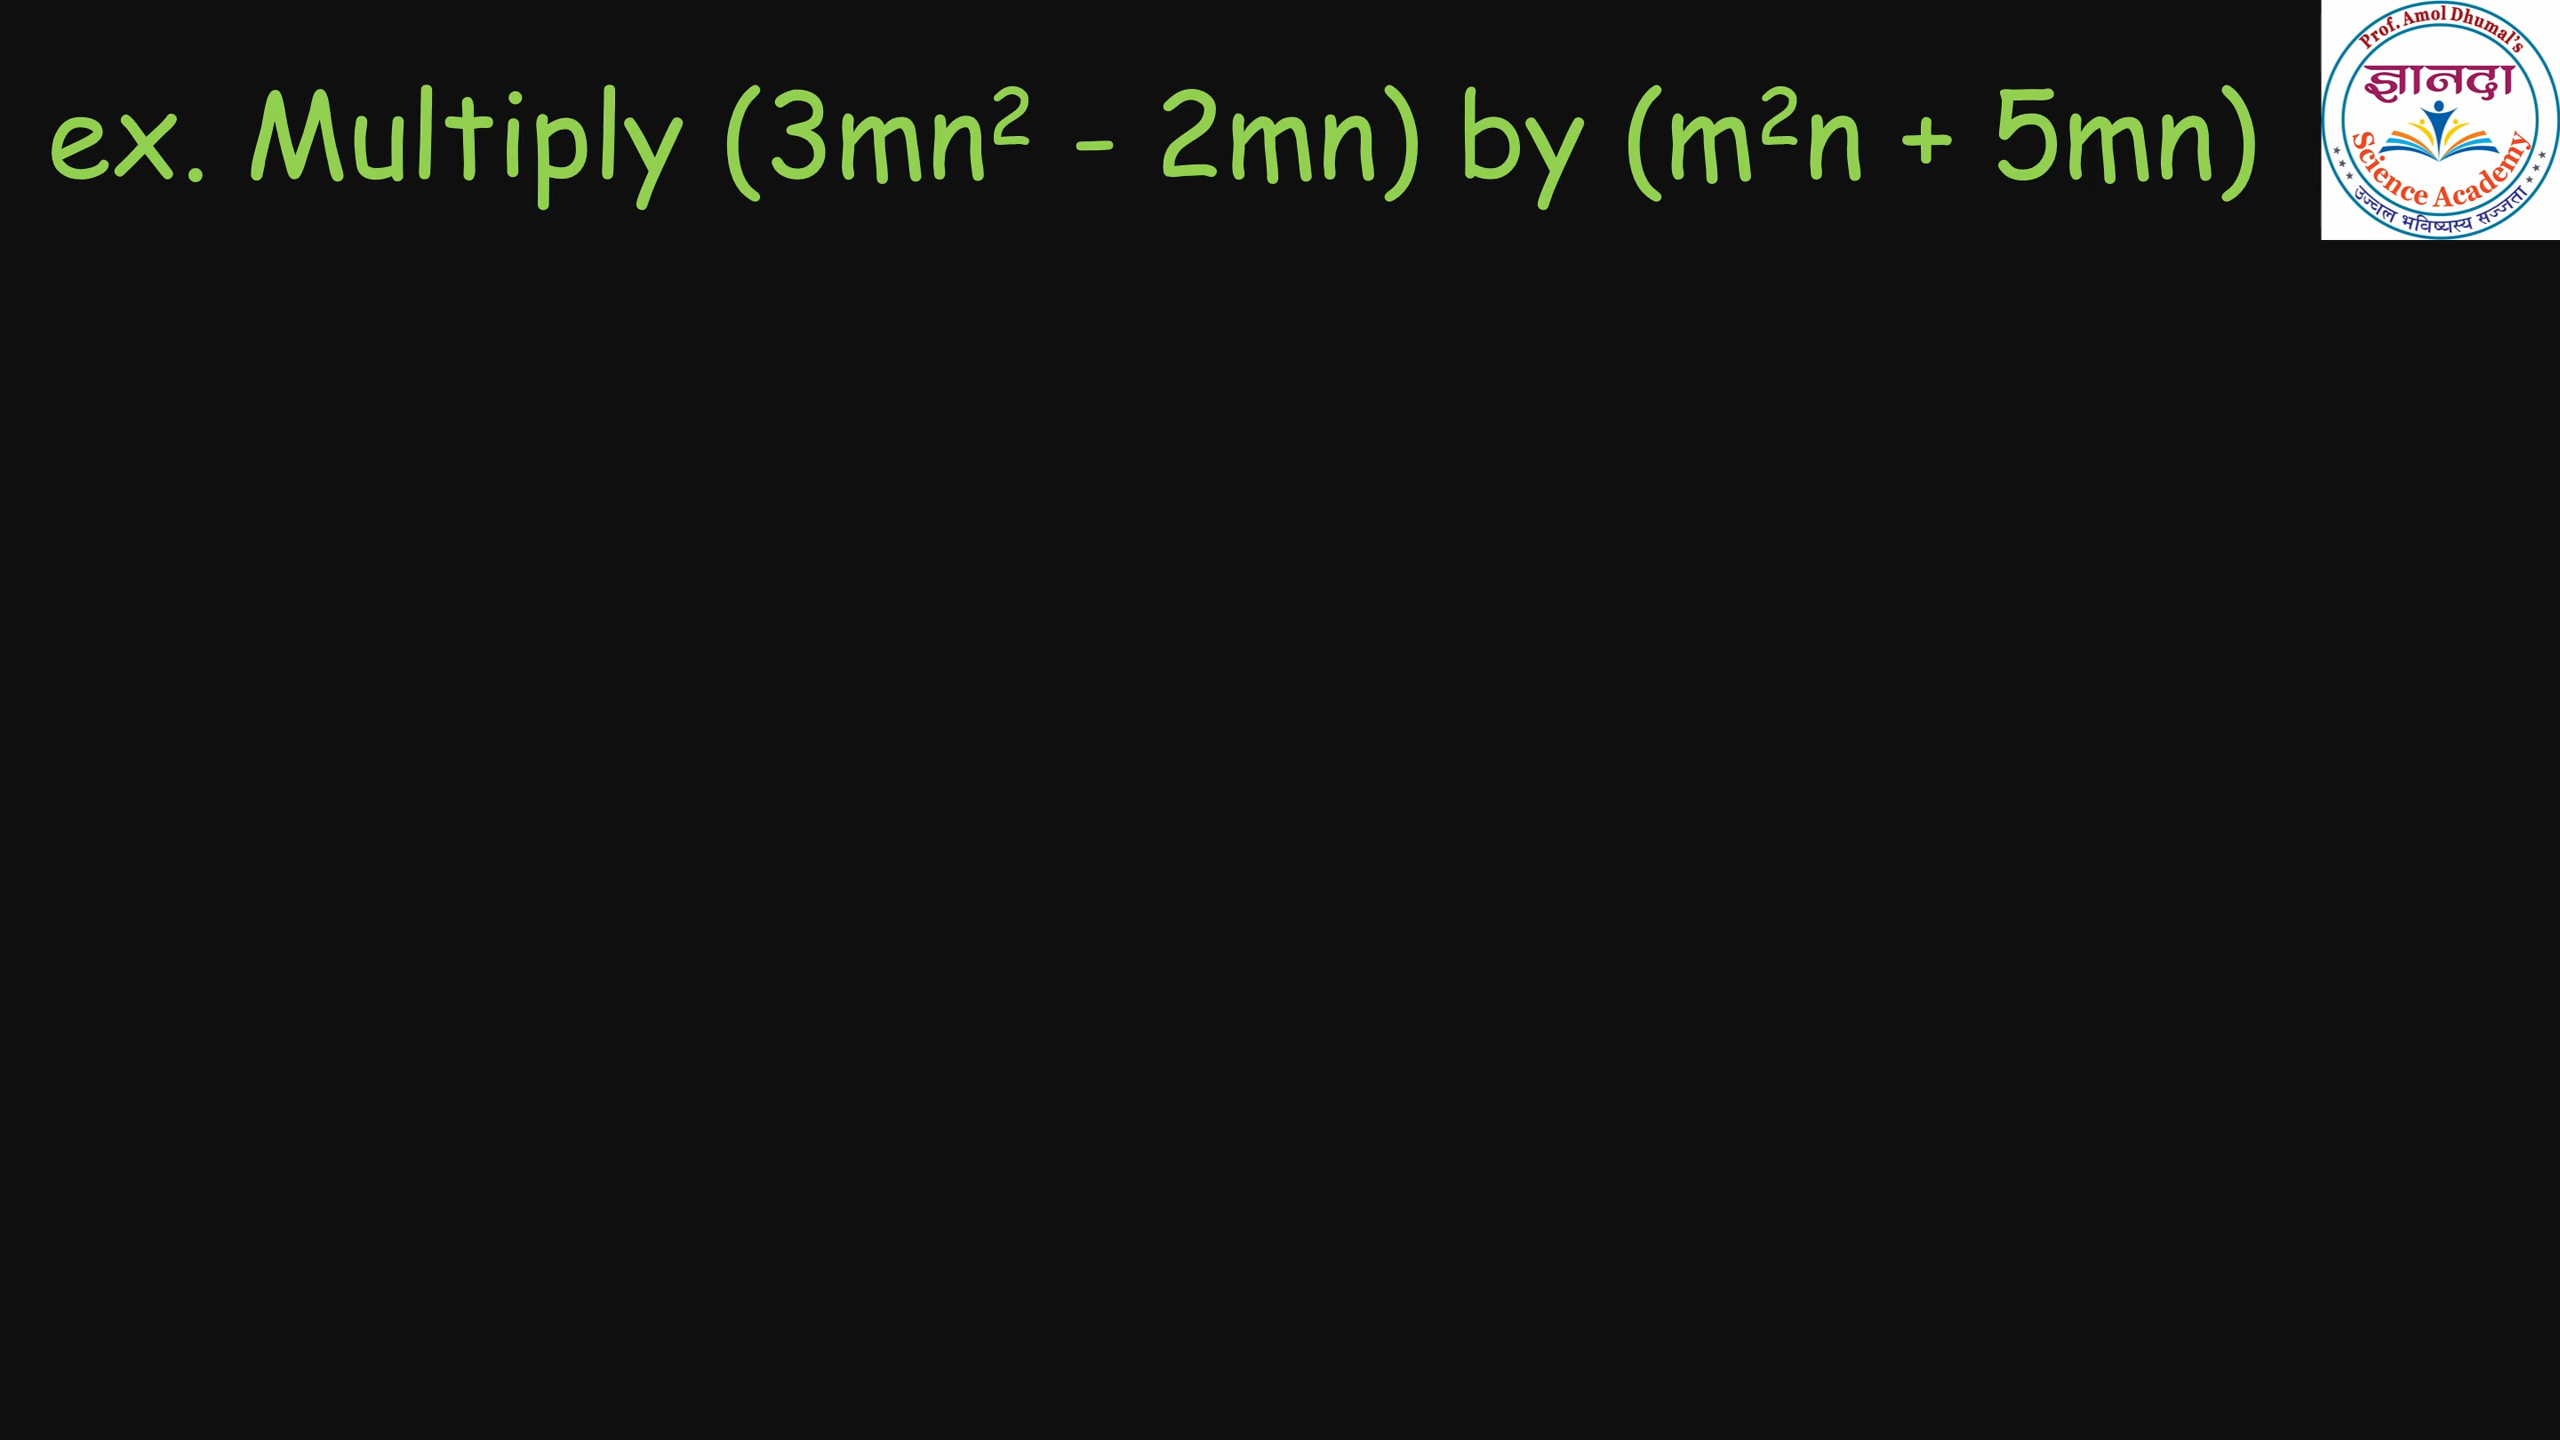 ex. Multiply (3mn² - 2mn) by (m²n + 5mn)
Prof. Amol Dhumal's
ज्ञानदा
Science Academy
उज्वल भविष्यस्य सज्जता